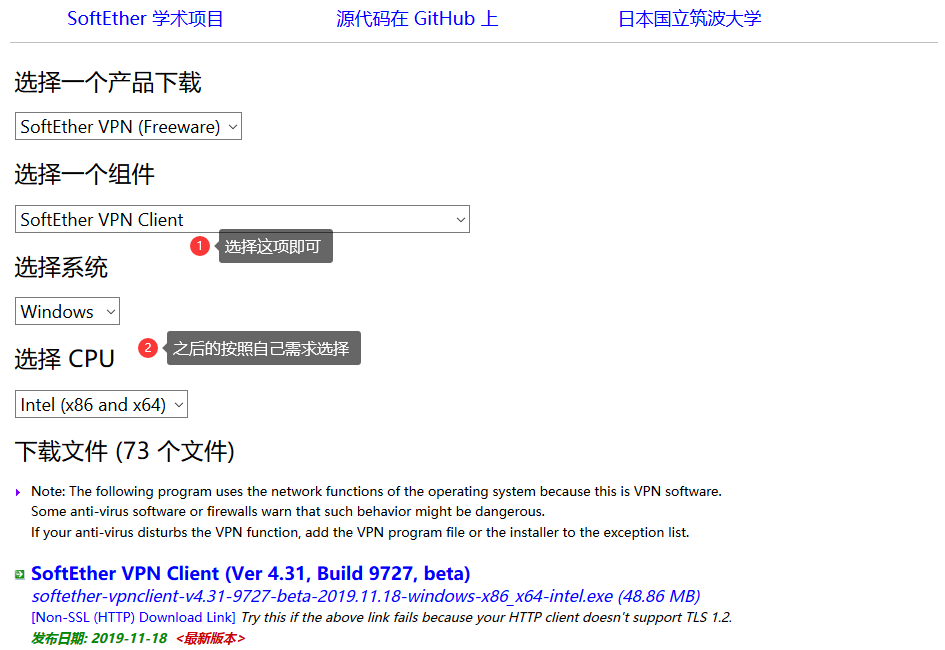 SoftEther 学术项目 源代码在 GitHub 上 日本国立筑波大学
选择一个产品下载
SoftEther VPN (Freeware)
选择一个组件
SoftEther VPN Client
1 选择这项即可
选择系统
Windows
2 之后的按照自己需求选择
选择 CPU
Intel (x86 and x64)
下载文件 (73 个文件)
Note: The following program uses the network functions of the operating system because this is VPN software.
Some anti-virus software or firewalls warn that such behavior might be dangerous.
If your anti-virus disturbs the VPN function, add the VPN program file or the installer to the exception list.
SoftEther VPN Client (Ver 4.31, Build 9727, beta)
softether-vpnclient-v4.31-9727-beta-2019.11.18-windows-x86_x64-intel.exe (48.86 MB)
[Non-SSL (HTTP) Download Link] Try this if the above link fails because your HTTP client doesn't support TLS 1.2.
发布日期: 2019-11-18 <最新版本>